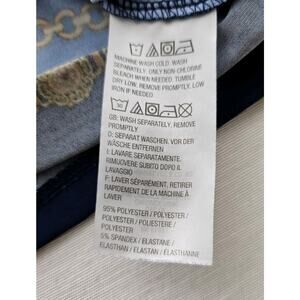 MACHINE WASH COLD. WASH
SEPARATELY. ONLY NON-CHLORINE
BLEACH WHEN NEEDED. TUMBLE
DRY LOW. REMOVE PROMPTLY. LOW
IRON IF NEEDED
30
GB: WASH SEPARATELY, REMOVE
PROMPTLY
D: SEPARAT WASCHEN. VOR DER
WÄSCHE ENTFERNEN
I: LAVARE SEPARATAMENTE.
RIMUOVERE SUBITO DOPO IL
LAVAGGIO
F: LAVER SÉPARÉMENT. RETIRER
RAPIDEMENT DE LA MACHINE À
LAVER
95% POLYESTER / POLYESTER /
POLYESTER / POLIESTERE /
POLYESTER
5% SPANDEX / ELASTANE /
ELASTHAN / ELASTAN / ÉLASTHANNE